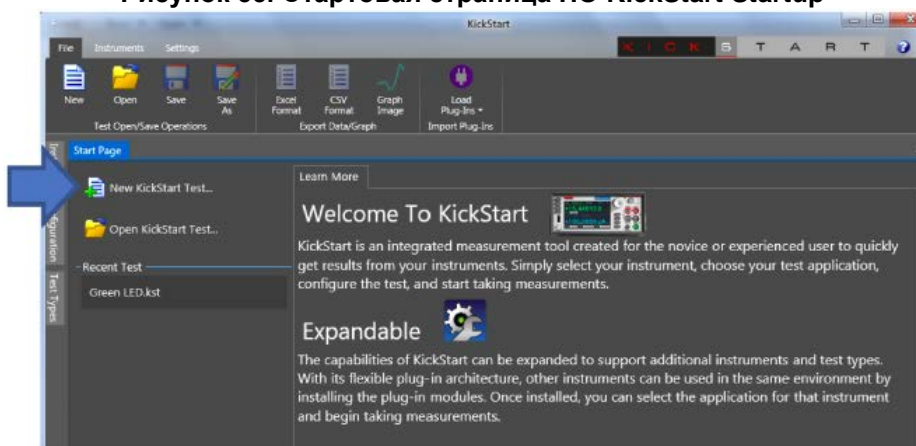 KickStart
File Instruments Settings
K I C K S T A R T
New Open Save Save As Excel Format CSV Format Graph Image Load Plug-Ins
Test Open/Save Operations Export Data/Graph Import Plug-Ins
Start Page
New KickStart Test...
Open KickStart Test...
Recent Test
Green LED.kst
Test Types
Learn More
Welcome To KickStart
KickStart is an integrated measurement tool created for the novice or experienced user to quickly
get results from your instruments. Simply select your instrument, choose your test application,
configure the test, and start taking measurements.
Expandable
The capabilities of KickStart can be expanded to support additional instruments and test types.
With its flexible plug-in architecture, other instruments can be used in the same environment by
installing the plug-in modules. Once installed, you can select the application for that instrument
and begin taking measurements.